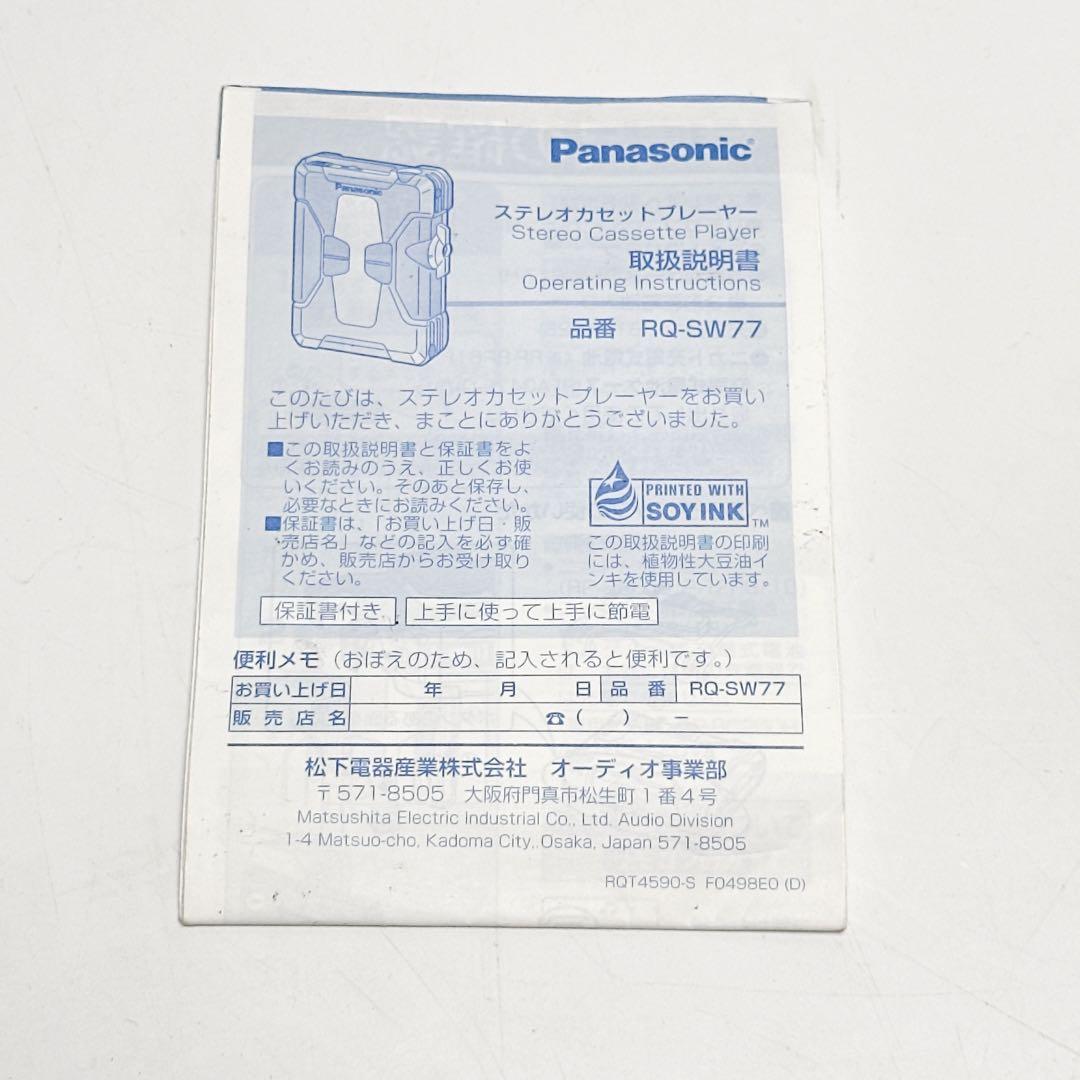 Panasonic
Panasonic
ステレオカセットプレーヤー
Stereo Cassette Player
取扱説明書
Operating Instructions
品番 RQ-SW77
このたびは、ステレオカセットプレーヤーをお買い
上げいただき、まことにありがとうございました。
■この取扱説明書と保証書をよ
くお読みのうえ、正しくお使
いください。そのあと保存し、
必要なときにお読みください。
■保証書は、「お買い上げ日・販
売店名」などの記入を必ず確
かめ、販売店からお受け取り
ください。
PRINTED WITH
SOY INK TM
この取扱説明書の印刷
には、植物性大豆油イ
ンキを使用しています。
保証書付き 上手に使って上手に節電
便利メモ（おぼえのため、記入されると便利です。）
お買い上げ日 年 月 日 品番 RQ-SW77
販売店名 ☎（ ） −
松下電器産業株式会社 オーディオ事業部
〒571-8505 大阪府門真市松生町1番4号
Matsushita Electric Industrial Co., Ltd. Audio Division
1-4 Matsuo-cho, Kadoma City, Osaka, Japan 571-8505
RQT4590-S F0498E0 (D)